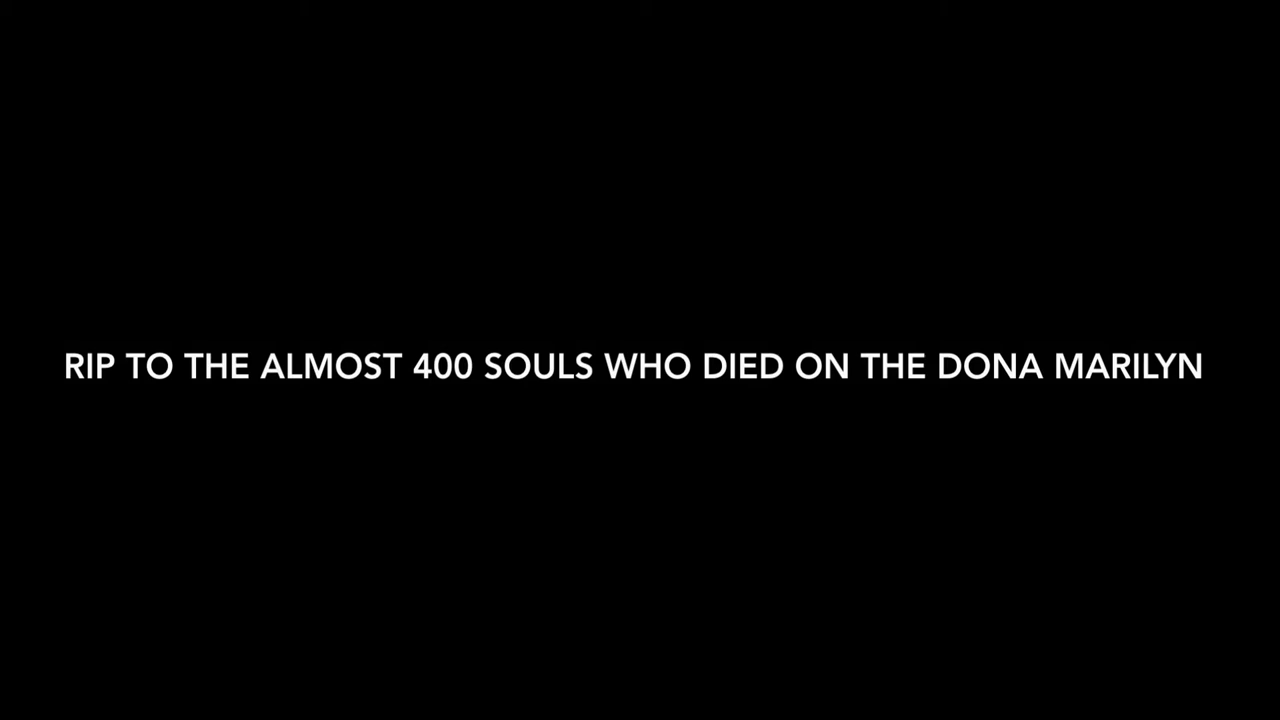 RIP TO THE ALMOST 400 SOULS WHO DIED ON THE DONA MARILYN